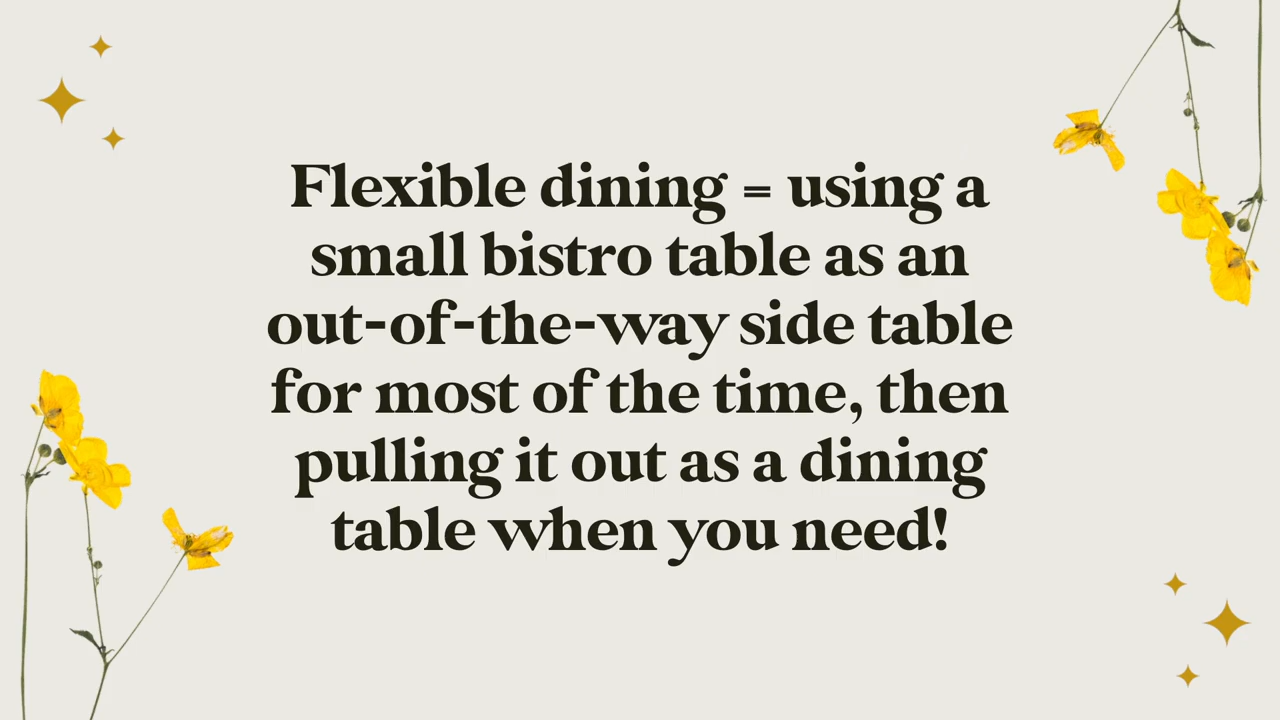 Flexible dining = using a
small bistro table as an
out-of-the-way side table
for most of the time, then
pulling it out as a dining
table when you need!